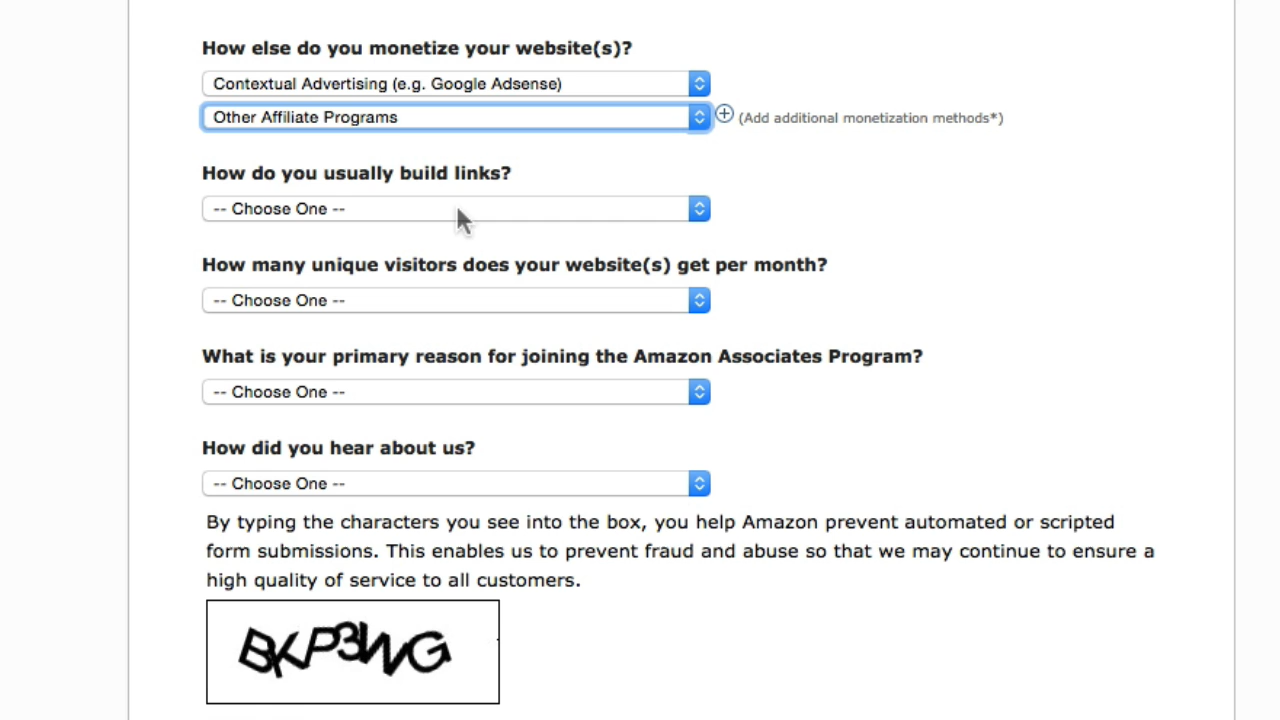 How else do you monetize your website(s)?
Contextual Advertising (e.g. Google Adsense)
Other Affiliate Programs
(Add additional monetization methods*)
How do you usually build links?
-- Choose One --
How many unique visitors does your website(s) get per month?
-- Choose One --
What is your primary reason for joining the Amazon Associates Program?
-- Choose One --
How did you hear about us?
-- Choose One --
By typing the characters you see into the box, you help Amazon prevent automated or scripted
form submissions. This enables us to prevent fraud and abuse so that we may continue to ensure a
high quality of service to all customers.